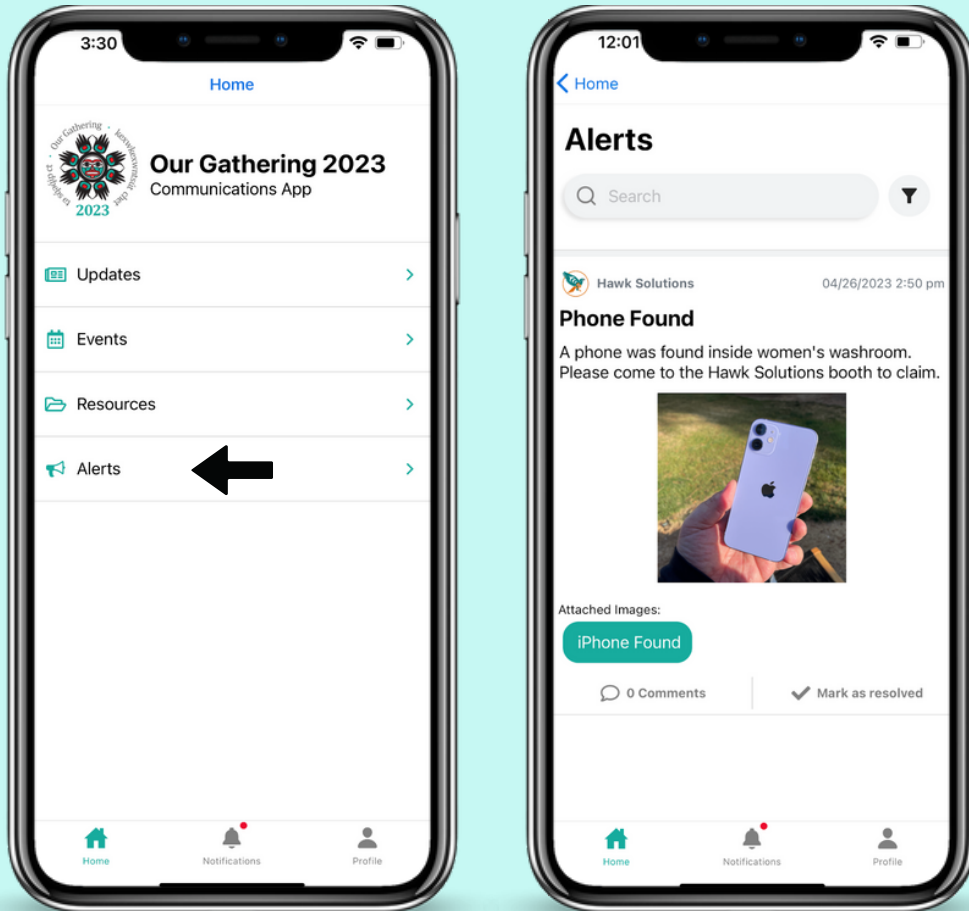 3:30
Home
Our Gathering
2023
Our Gathering 2023
Communications App
Updates
Events
Resources
Alerts
Home
Notifications
Profile
12:01
Home
Alerts
Search
Hawk Solutions
04/26/2023 2:50 pm
Phone Found
A phone was found inside women's washroom.
Please come to the Hawk Solutions booth to claim.
Attached Images:
iPhone Found
0 Comments
Mark as resolved
Home
Notifications
Profile